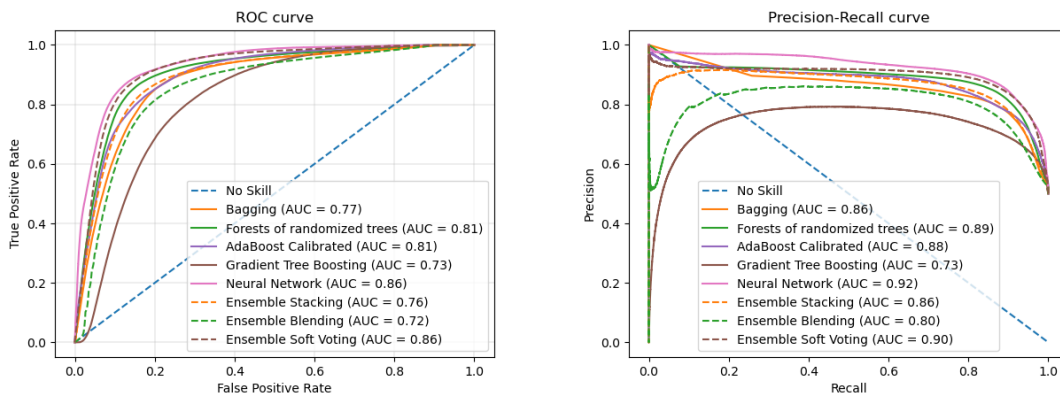 ROC curve
True Positive Rate
1.0
0.8
0.6
0.4
0.2
0.0
No Skill
Bagging (AUC = 0.77)
Forests of randomized trees (AUC = 0.81)
AdaBoost Calibrated (AUC = 0.81)
Gradient Tree Boosting (AUC = 0.73)
Neural Network (AUC = 0.86)
Ensemble Stacking (AUC = 0.76)
Ensemble Blending (AUC = 0.72)
Ensemble Soft Voting (AUC = 0.86)
0.0 0.2 0.4 0.6 0.8 1.0
False Positive Rate
Precision-Recall curve
Precision
1.0
0.8
0.6
0.4
0.2
0.0
No Skill
Bagging (AUC = 0.86)
Forests of randomized trees (AUC = 0.89)
AdaBoost Calibrated (AUC = 0.88)
Gradient Tree Boosting (AUC = 0.73)
Neural Network (AUC = 0.92)
Ensemble Stacking (AUC = 0.86)
Ensemble Blending (AUC = 0.80)
Ensemble Soft Voting (AUC = 0.90)
0.0 0.2 0.4 0.6 0.8 1.0
Recall